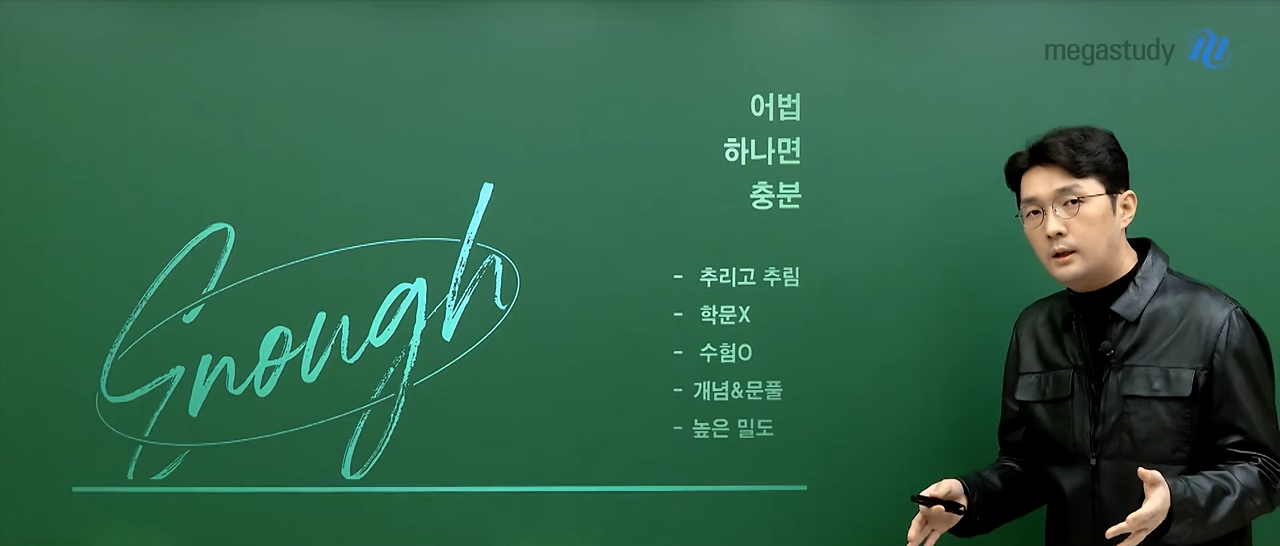 megastudy
어법
하나면
충분
Enough
- 추리고 추림
- 학문X
- 수험O
- 개념&문풀
- 높은 밀도